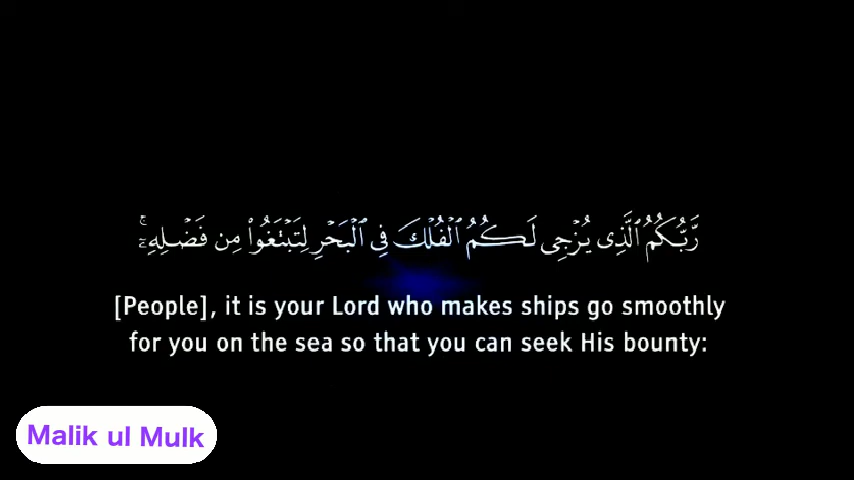 رَّبُّكُمُ ٱلَّذِى يُزْجِى لَكُمُ ٱلْفُلْكَ فِى ٱلْبَحْرِ لِتَبْتَغُوا۟ مِن فَضْلِهِۦٓ ۚ
[People], it is your Lord who makes ships go smoothly
for you on the sea so that you can seek His bounty:
Malik ul Mulk